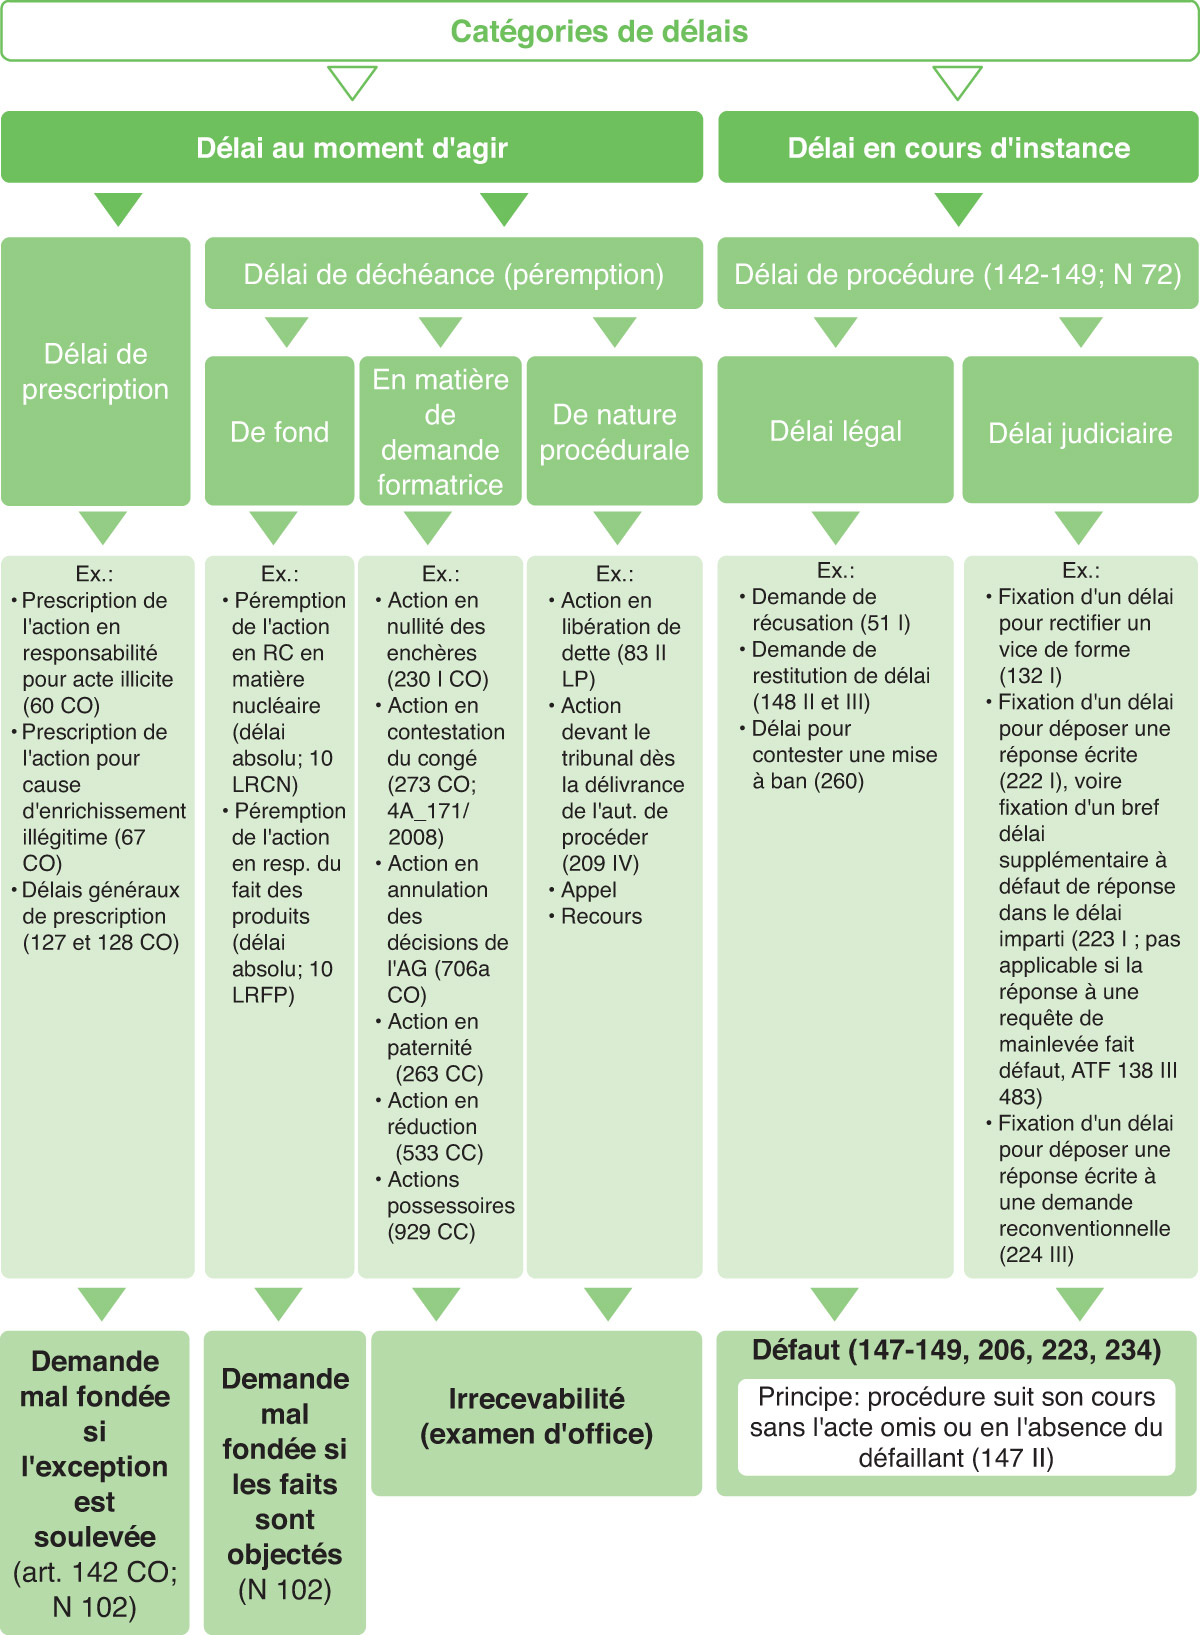 Catégories de délais
Délai au moment d'agir
Délai en cours d'instance
Délai de
prescription
Délai de déchéance (péremption)
Délai de procédure (142-149; N 72)
De fond
En matière
de
demande
formatrice
De nature
procédurale
Délai légal
Délai judiciaire
Ex.:
• Prescription de
l'action en
responsabilité
pour acte illicite
(60 CO)
• Prescription de
l'action pour
cause
d'enrichissement
illégitime (67
CO)
• Délais généraux
de prescription
(127 et 128 CO)
Ex.:
• Péremption
de l'action
en RC en
matière
nucléaire
(délai
absolu; 10
LRCN)
• Péremption
de l'action
en resp. du
fait des
produits
(délai
absolu; 10
LRFP)
Ex.:
• Action en
nullité des
enchères
(230 I CO)
• Action en
contestation
du congé
(273 CO;
4A_171/
2008)
• Action en
annulation
des
décisions de
l'AG (706a
CO)
• Action en
paternité
(263 CC)
• Action en
réduction
(533 CC)
• Actions
possessoires
(929 CC)
Ex.:
• Action en
libération de
dette (83 II
LP)
• Action
devant le
tribunal dès
la délivrance
de l'aut. de
procéder
(209 IV)
• Appel
• Recours
Ex.:
• Demande de
récusation (51 I)
• Demande de
restitution de délai
(148 II et III)
• Délai pour
contester une mise
à ban (260)
Ex.:
• Fixation d'un délai
pour rectifier un
vice de forme
(132 I)
• Fixation d'un délai
pour déposer une
réponse écrite
(222 I), voire
fixation d'un bref
délai
supplémentaire à
défaut de réponse
dans le délai
imparti (223 I ; pas
applicable si la
réponse à une
requête de
mainlevée fait
défaut, ATF 138 III
483)
• Fixation d'un délai
pour déposer une
réponse écrite à
une demande
reconventionnelle
(224 III)
Demande
mal fondée
si
l'exception
est
soulevée
(art. 142 CO;
N 102)
Demande
mal
fondée si
les faits
sont
objectés
(N 102)
Irrecevabilité
(examen d'office)
Défaut (147-149, 206, 223, 234)
Principe: procédure suit son cours
sans l'acte omis ou en l'absence du
défaillant (147 II)